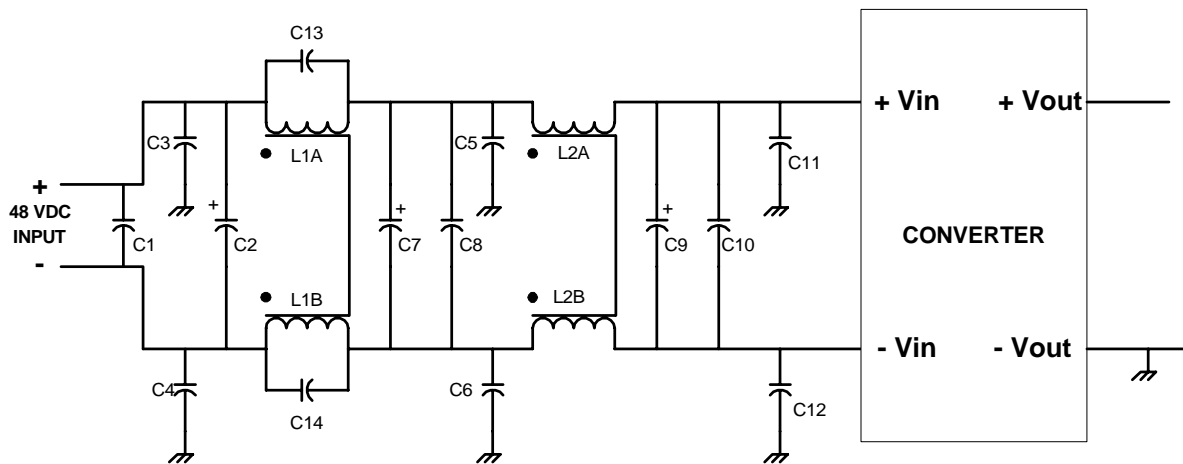 C13
+ Vin + Vout
C3
C5
C11
L1A
L2A
+
48 VDC
INPUT
-
C1
+
C2
+
C7
C8
+
C9
C10
CONVERTER
L1B
L2B
- Vin - Vout
C4
C6
C14
C12